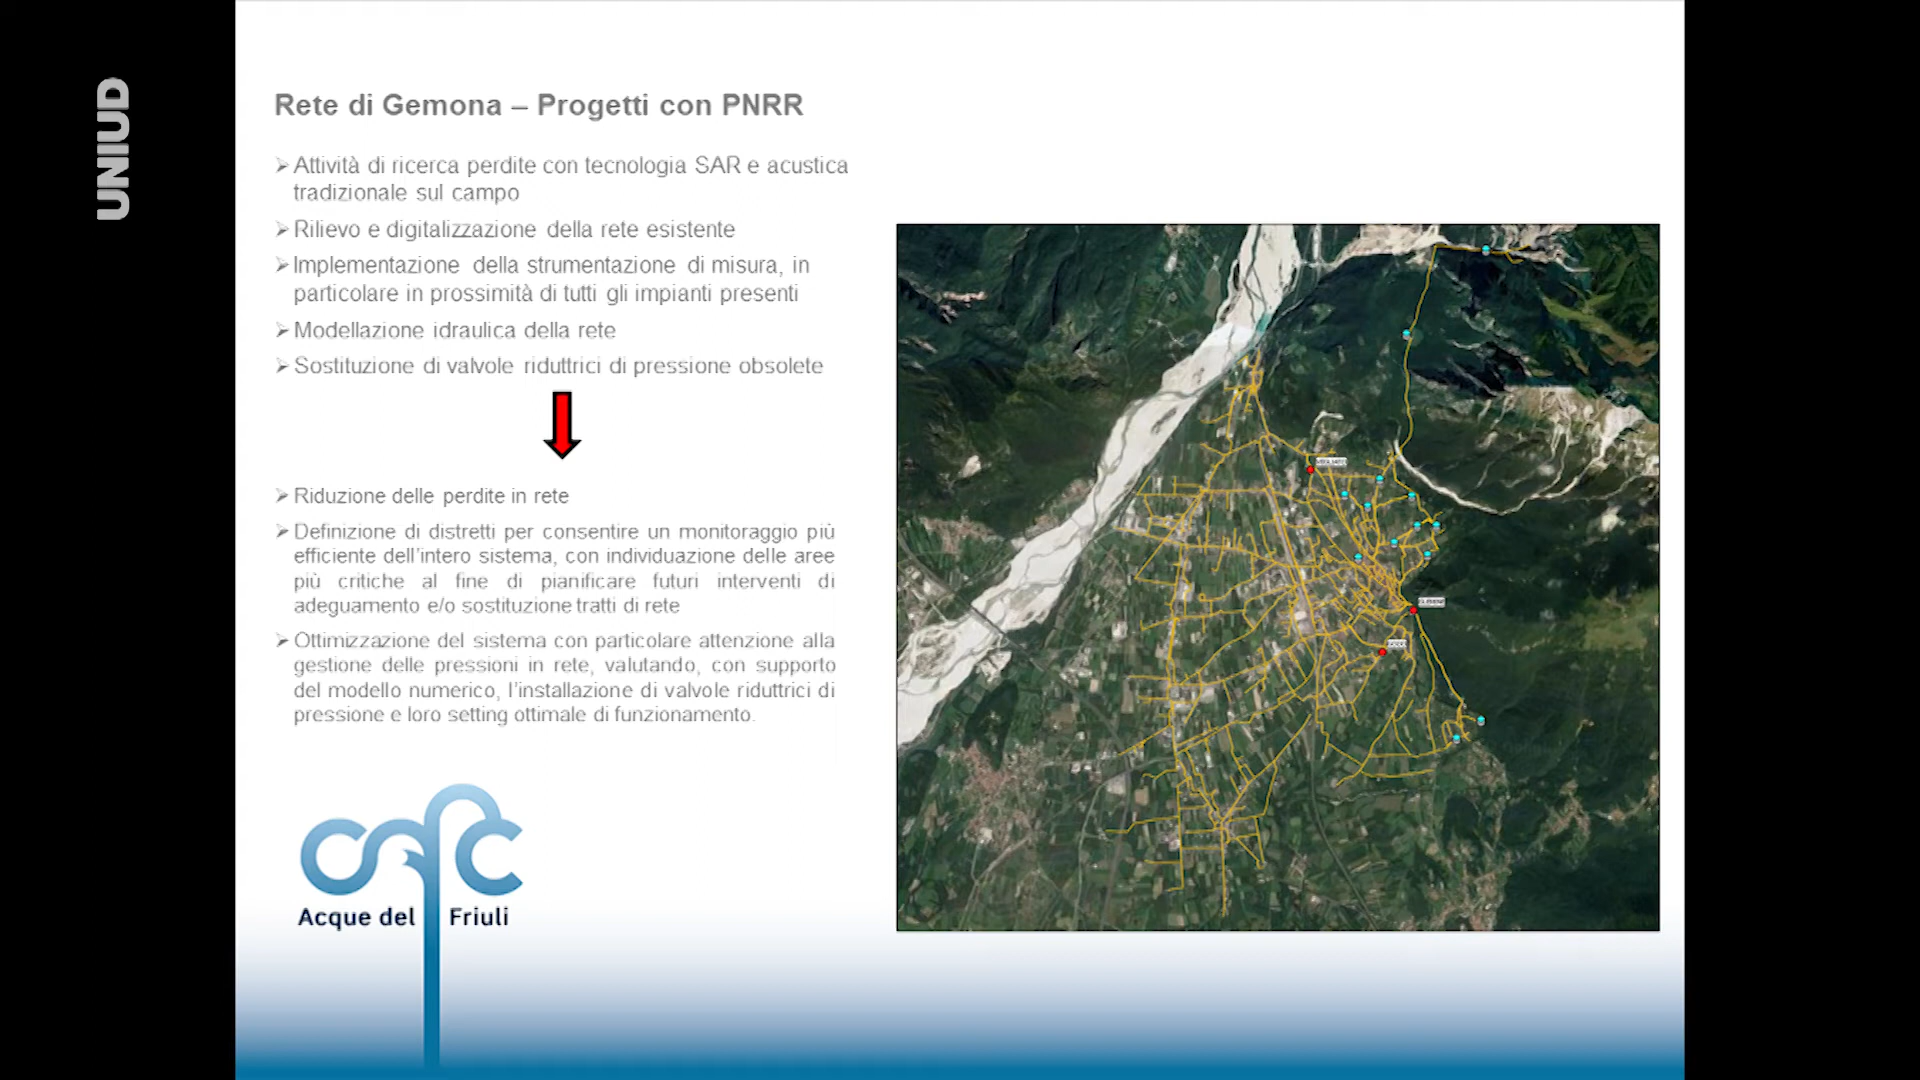 UNIUD
Rete di Gemona – Progetti con PNRR
Attività di ricerca perdite con tecnologia SAR e acustica
tradizionale sul campo
Rilievo e digitalizzazione della rete esistente
Implementazione della strumentazione di misura, in
particolare in prossimità di tutti gli impianti presenti
Modellazione idraulica della rete
Sostituzione di valvole riduttrici di pressione obsolete
Riduzione delle perdite in rete
Definizione di distretti per consentire un monitoraggio più
efficiente dell'intero sistema, con individuazione delle aree
più critiche al fine di pianificare futuri interventi di
adeguamento e/o sostituzione tratti di rete
Ottimizzazione del sistema con particolare attenzione alla
gestione delle pressioni in rete, valutando, con supporto
del modello numerico, l'installazione di valvole riduttrici di
pressione e loro setting ottimale di funzionamento.
Acque del Friuli